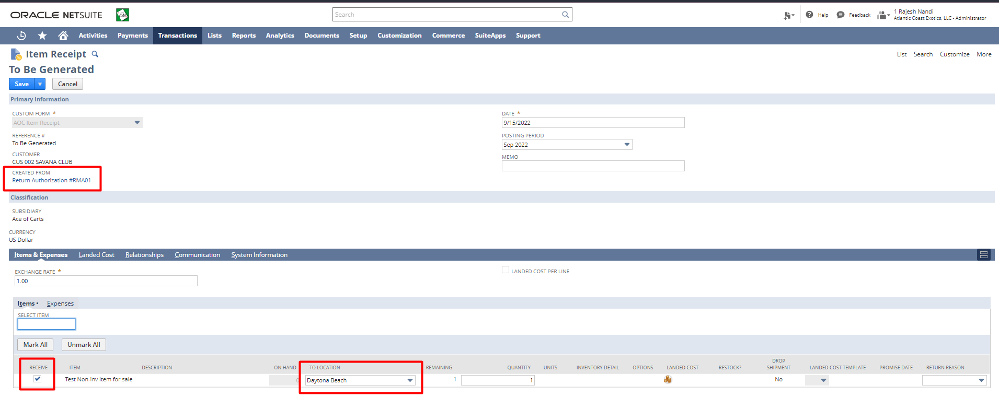 ORACLE NETSUITE
Search
Help
Feedback
1 Rajesh Nandi
Atlantic Coast Exotics, LLC - Administrator
Activities Payments Transactions Lists Reports Analytics Documents Setup Customization Commerce SuiteApps Support
Item Receipt
List Search Customize More
To Be Generated
Save Cancel
Primary Information
CUSTOM FORM *
AOC Item Receipt
REFERENCE #
To Be Generated
CUSTOMER
CUS 002 SAVANA CLUB
CREATED FROM
Return Authorization #RMA01
DATE *
9/15/2022
POSTING PERIOD
Sep 2022
MEMO
Classification
SUBSIDIARY
Ace of Carts
CURRENCY
US Dollar
Items & Expenses Landed Cost Relationships Communication System Information
EXCHANGE RATE *
1.00
LANDED COST PER LINE
Items • Expenses
SELECT ITEM
Mark All Unmark All
RECEIVE ITEM DESCRIPTION ON HAND TO LOCATION REMAINING QUANTITY UNITS INVENTORY DETAIL OPTIONS LANDED COST RESTOCK? DROP SHIPMENT LANDED COST TEMPLATE PROMISE DATE RETURN REASON
Test Non-inv Item for sale 0 Daytona Beach 1 1 No